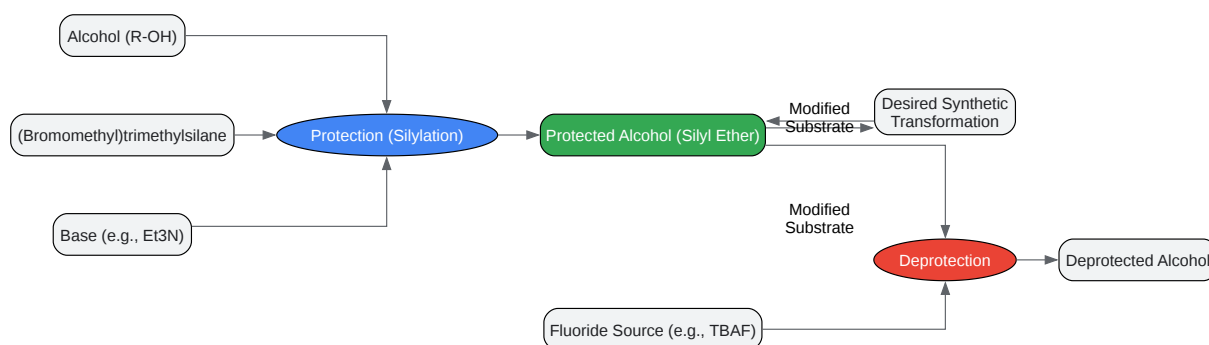 Alcohol (R-OH)
(Bromomethyl)trimethylsilane
Protection (Silylation)
Protected Alcohol (Silyl Ether)
Modified
Substrate
Desired Synthetic
Transformation
Base (e.g., Et3N)
Modified
Substrate
Deprotection
Deprotected Alcohol
Fluoride Source (e.g., TBAF)